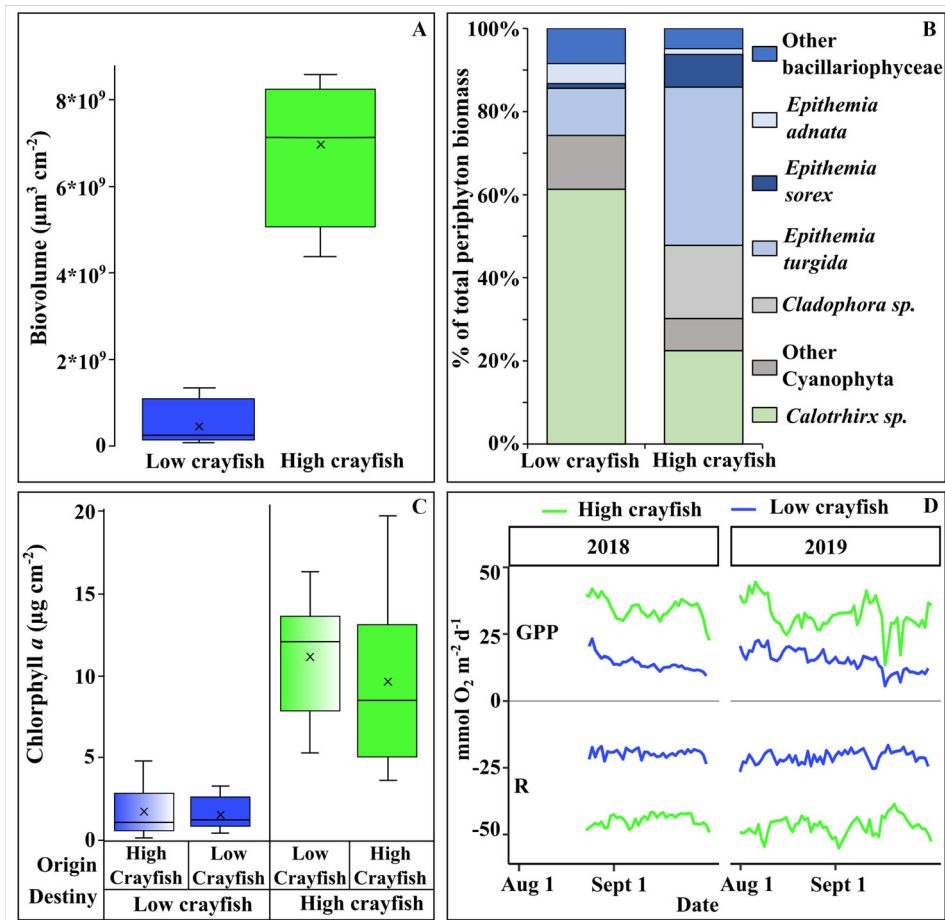 A
8*10⁹
6*10⁹
4*10⁹
2*10⁹
0
Biovolume (µm³ cm⁻²)
Low crayfish
High crayfish
B
100%
80%
60%
40%
20%
0%
% of total periphyton biomass
Low crayfish
High crayfish
Other
bacillariophyceae
Epithemia
adnata
Epithemia
sorex
Epithemia
turgida
Cladophora sp.
Other
Cyanophyta
Calotrhirx sp.
C
20
15
10
5
0
Chlorphyll a (µg cm⁻²)
Origin
High
Crayfish
Low
Crayfish
Low
Crayfish
High
Crayfish
Destiny
Low crayfish
High crayfish
High crayfish
Low crayfish
D
2018
2019
50
25
0
-25
-50
GPP
R
mmol O₂ m⁻² d⁻¹
Aug 1
Sept 1
Aug 1
Sept 1
Date